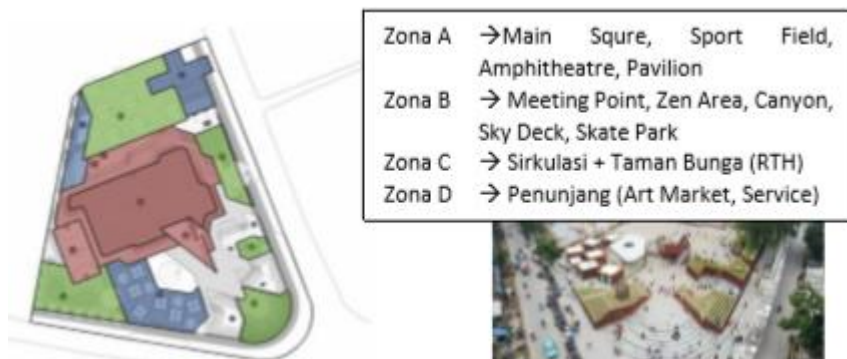 Zona A → Main Squre, Sport Field,
Amphitheatre, Pavilion
Zona B → Meeting Point, Zen Area, Canyon,
Sky Deck, Skate Park
Zona C → Sirkulasi + Taman Bunga (RTH)
Zona D → Penunjang (Art Market, Service)